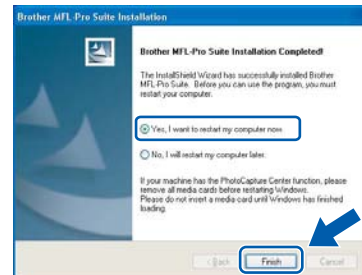 Brother MFL-Pro Suite Installation
Brother MFL-Pro Suite Installation Completed!
The InstallShield Wizard has successfully installed Brother
MFL-Pro Suite. Before you can use the program, you must
restart your computer.
Yes, I want to restart my computer now.
No, I will restart my computer later.
If your machine has the PhotoCapture Center function, please
remove all media cards before restarting Windows.
Please do not insert a media card until Windows has finished
loading.
< Back
Finish
Cancel